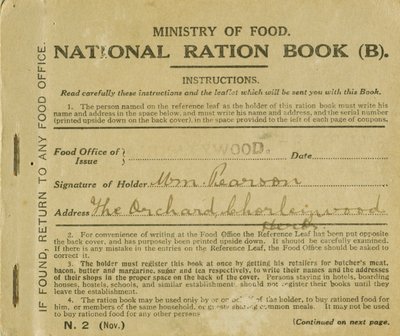 MINISTRY OF FOOD.
NATIONAL RATION BOOK (B).
INSTRUCTIONS.
Read carefully these instructions and the leaflet which will be sent you with this Book.
1. The person named on the reference leaf as the holder of this ration book must write his
name and address in the space below, and must write his name and address, and the serial number
(printed upside down on the back cover), in the space provided to the left of each page of coupons.
Food Office of } WOOD. Date
Issue
Signature of Holder Wm Pearson
Address The Orchard Chorleywood
Herts.
2. For convenience of writing at the Food Office the Reference Leaf has been put opposite
the back cover, and has purposely been printed upside down. It should be carefully examined.
If there is any mistake in the entries on the Reference Leaf, the Food Office should be asked to
correct it.
3. The holder must register this book at once by getting his retailers for butcher's meat,
bacon, butter and margarine, sugar and tea respectively, to write their names and the addresses
of their shops in the proper space on the back of the cover. Persons staying in hotels, boarding
houses, hostels, schools, and similar establishments should not register their books until they
leave the establishment.
4. The ration book may be used only by or on of the holder, to buy rationed food for
him, or members of the same household, or guests sharing common meals. It may not be used
to buy rationed food for any other persons
N. 2 (Nov.) [Continued on next page.
IF FOUND, RETURN TO ANY FOOD OFFICE.